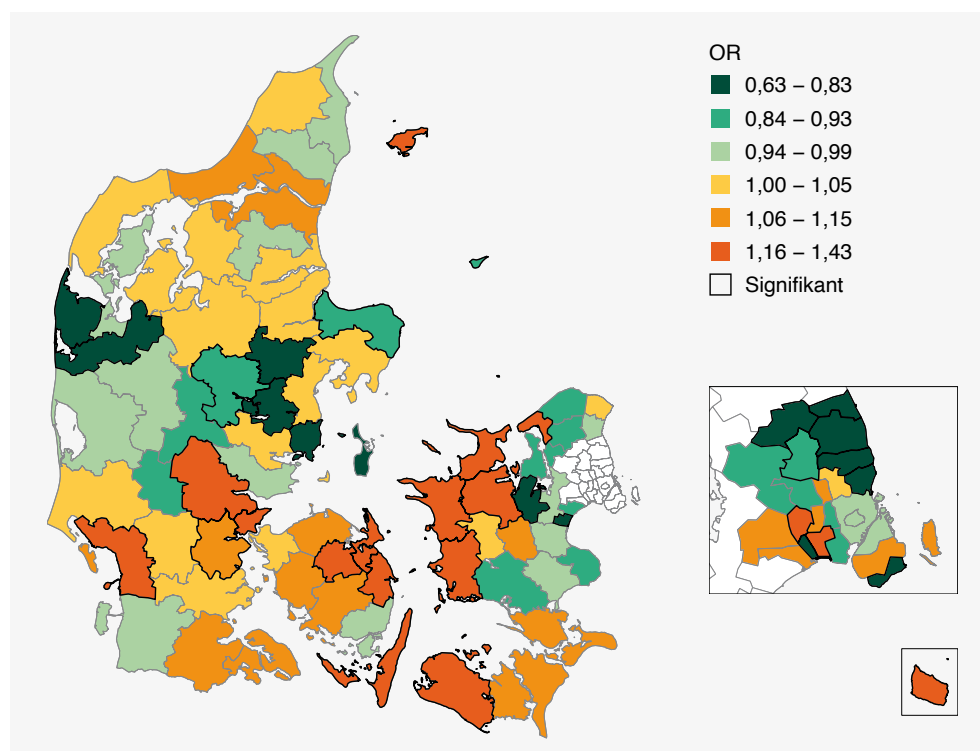 OR
0,63 – 0,83
0,84 – 0,93
0,94 – 0,99
1,00 – 1,05
1,06 – 1,15
1,16 – 1,43
Signifikant